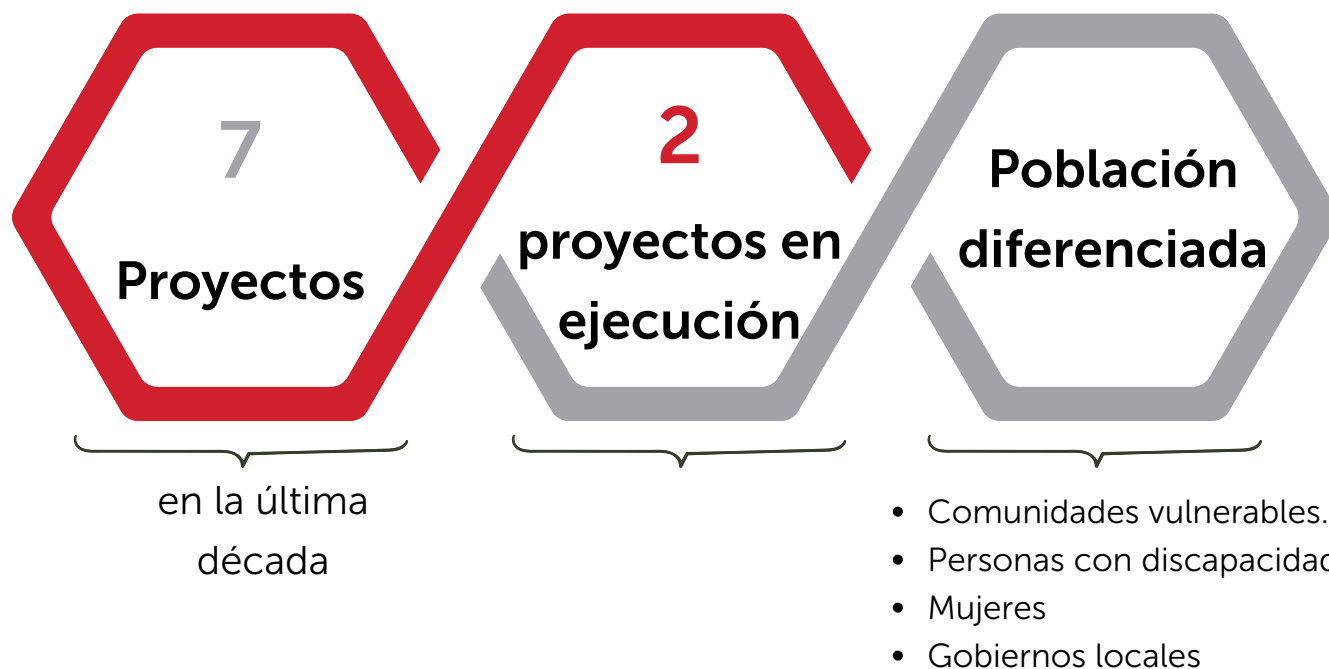 7
Proyectos
en la última
década
2
proyectos en
ejecución
Población
diferenciada
• Comunidades vulnerables.
• Personas con discapacidad
• Mujeres
• Gobiernos locales